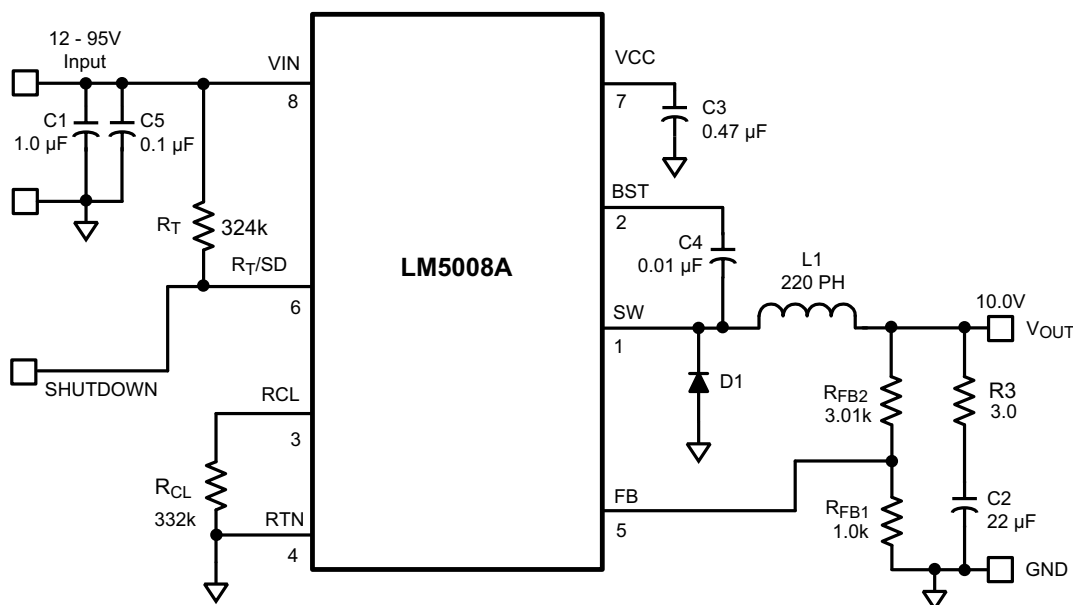 12 - 95V
Input
VIN
8
C1
1.0 µF
C5
0.1 µF
RT
324k
RT/SD
6
SHUTDOWN
RCL
3
RCL
332k
RTN
4
LM5008A
VCC
7
C3
0.47 µF
BST
2
C4
0.01 µF
L1
220 PH
SW
1
D1
10.0V
VOUT
RFB2
3.01k
R3
3.0
FB
5
RFB1
1.0k
C2
22 µF
GND